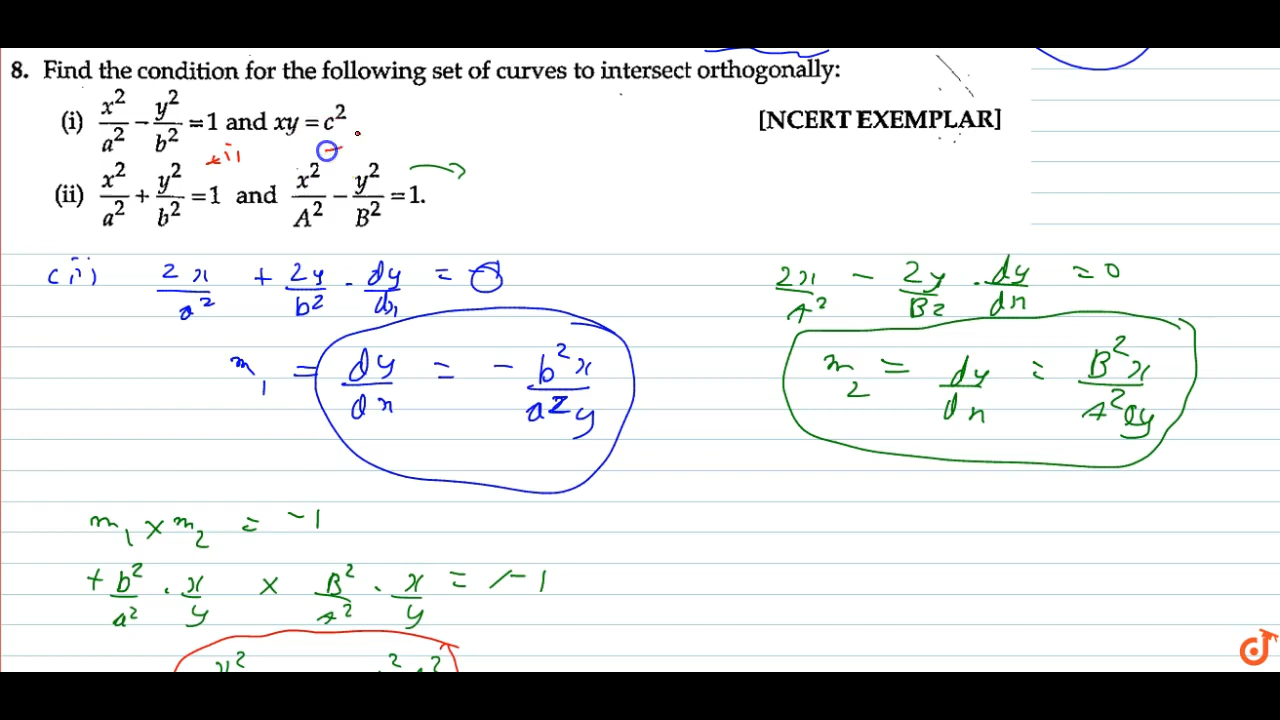 8. Find the condition for the following set of curves to intersect orthogonally:
(i) x²/a² − y²/b² = 1 and xy = c²
[NCERT EXEMPLAR]
(ii) x²/a² + y²/b² = 1 and x²/A² − y²/B² = 1.
(ii) 2x/a² + 2y/b² · dy/dx = 0
2x/A² − 2y/B² · dy/dx = 0
m₁ = dy/dx = − b²x/a²y
m₂ = dy/dx = B²x/A²y
m₁ × m₂ = −1
+ b²/a² · x/y × B²/A² · x/y = −1